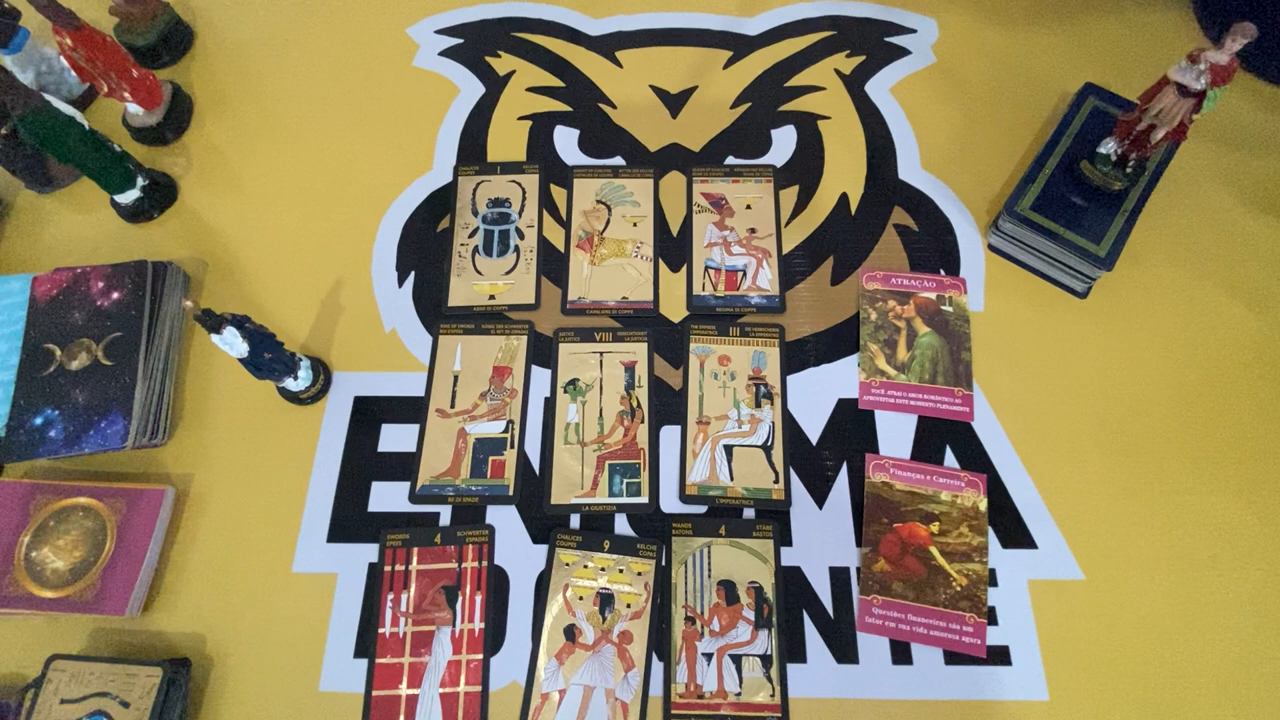 CHALICES
COUPES
I
KELCHE
COPAS
ASSO DI COPPE
CAVALIERE DI COPPE
REGINA DI COPPE
KING OF SWORDS
ROI D'EPEES
KÖNIG DER SCHWERTER
EL REY DE ESPADAS
RE DI SPADE
JUSTICE
LA JUSTICE
VIII
GERECHTIGKEIT
LA JUSTICIA
LA GIUSTIZIA
THE EMPRESS
L'IMPERATRICE
III
DIE HERRSCHERIN
LA EMPERATRIZ
L'IMPERATRICE
SWORDS
EPEES
4
SCHWERTER
ESPADAS
CHALICES
COUPES
9
KELCHE
COPAS
WANDS
BATONS
4
STÄBE
BASTOS
ATRAÇÃO
VOCÊ ATRAI O AMOR ROMÂNTICO AO
APROVEITAR ESTE MOMENTO PLENAMENTE
Finanças e Carreira
Questões financeiras são um
fator em sua vida amorosa agora
ENIGMA